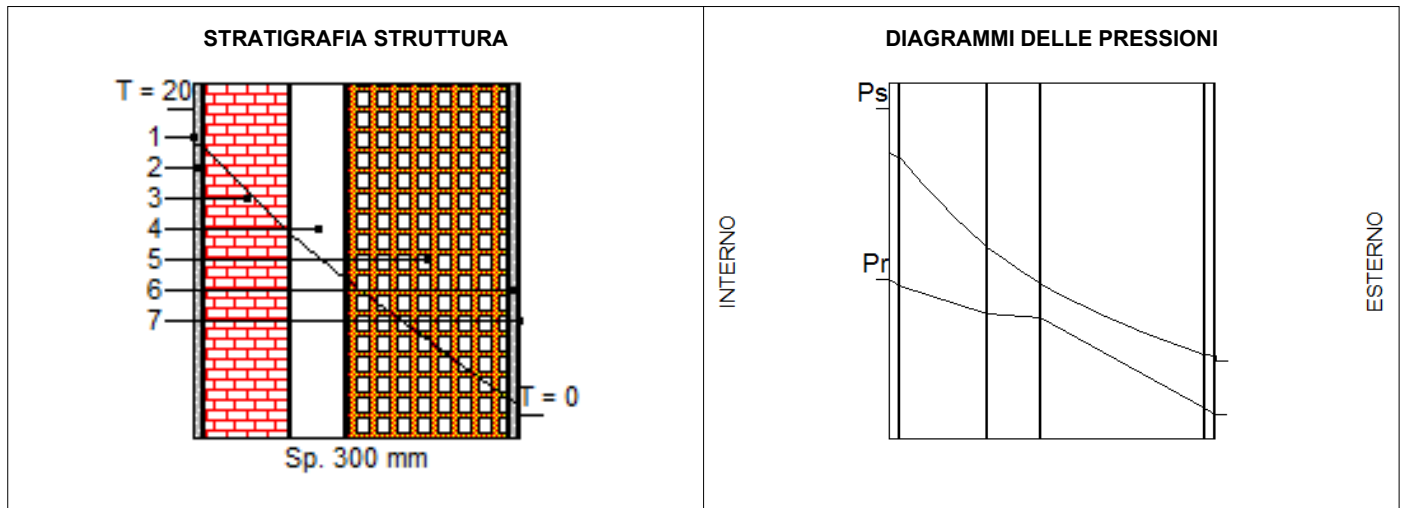 STRATIGRAFIA STRUTTURA
T = 20
1
2
3
4
5
6
7
T = 0
Sp. 300 mm
DIAGRAMMI DELLE PRESSIONI
Ps
Pr
INTERNO
ESTERNO